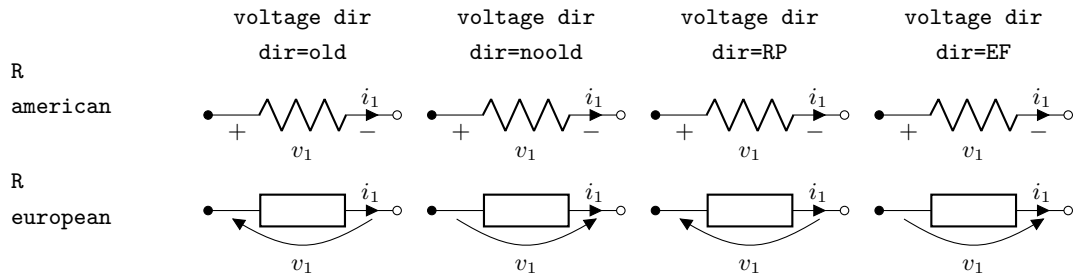 voltage dir voltage dir voltage dir voltage dir
dir=old dir=noold dir=RP dir=EF
R
american
i₁ i₁ i₁ i₁
+ − + − + − + −
v₁ v₁ v₁ v₁
R
european
i₁ i₁ i₁ i₁
v₁ v₁ v₁ v₁